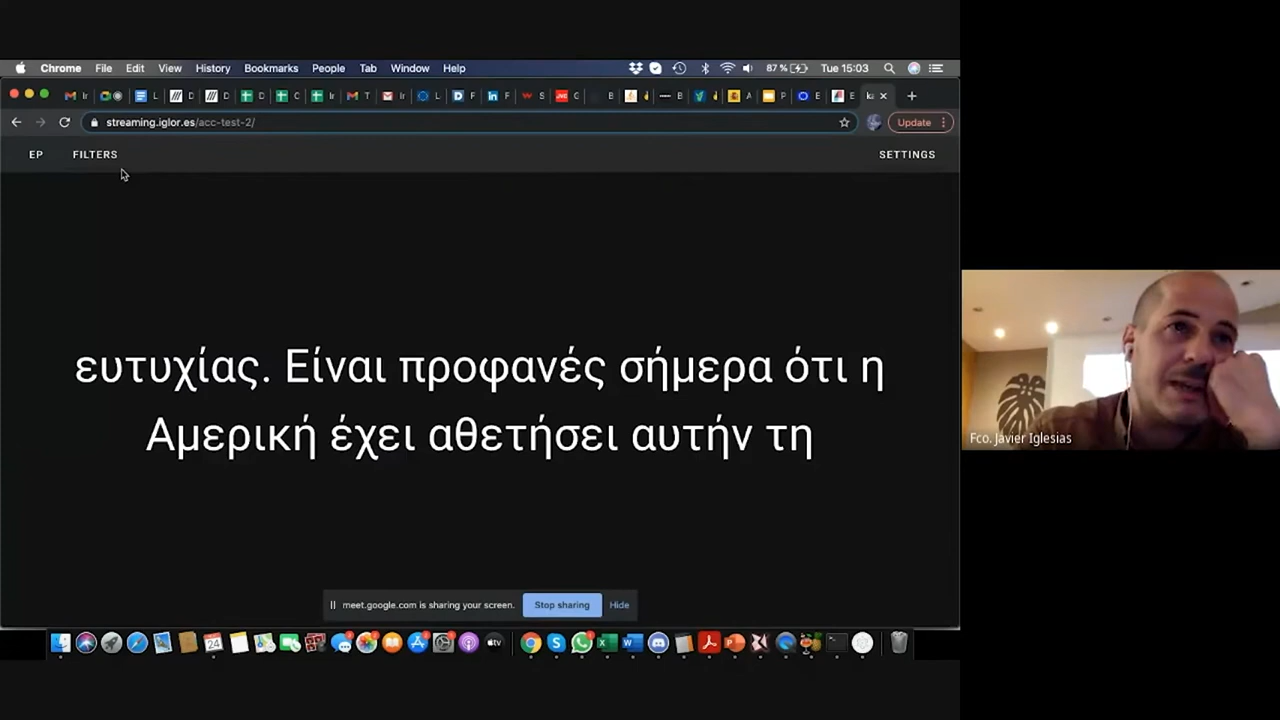 Chrome File Edit View History Bookmarks People Tab Window Help 87% Tue 15:03
streaming.iglor.es/acc-test-2/ Update
EP FILTERS SETTINGS
ευτυχίας. Είναι προφανές σήμερα ότι η
Αμερική έχει αθετήσει αυτήν τη
Fco. Javier Iglesias
meet.google.com is sharing your screen. Stop sharing Hide